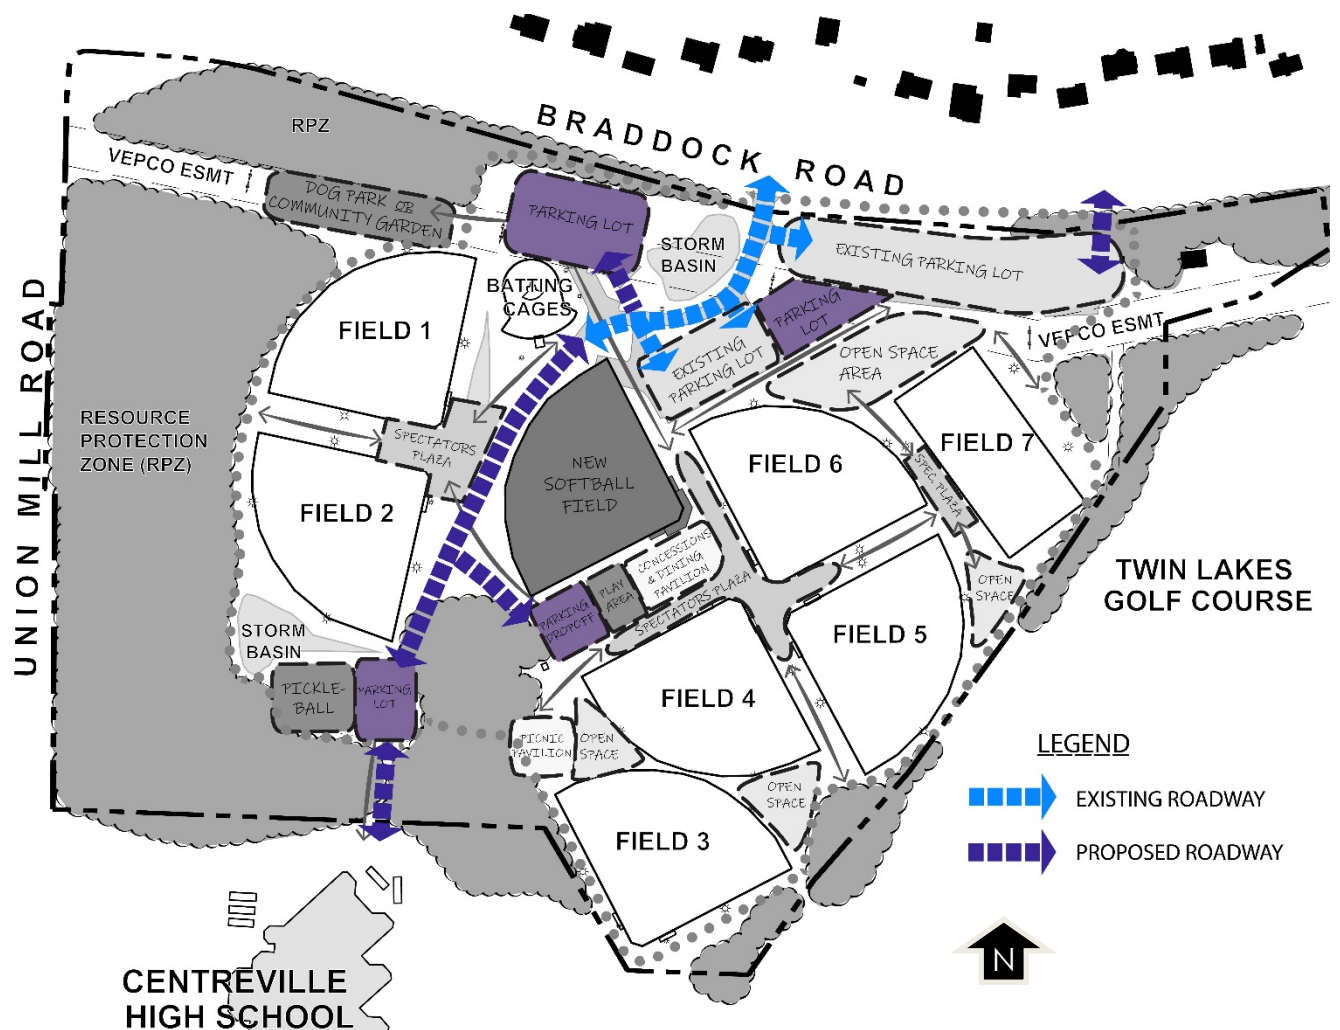 BRADDOCK ROAD
RPZ
VEPCO ESMT
DOG PARK OR
COMMUNITY GARDEN
PARKING LOT
STORM
BASIN
EXISTING PARKING LOT
BATTING
CAGES
PARKING
LOT
VEPCO ESMT
FIELD 1
EXISTING
PARKING LOT
OPEN SPACE
AREA
UNION MILL ROAD
RESOURCE
PROTECTION
ZONE (RPZ)
SPECTATORS
PLAZA
FIELD 2
NEW
SOFTBALL
FIELD
FIELD 6
FIELD 7
SPEC. PLAZA
CONCESSIONS
& DINING
PAVILION
PLAY
AREA
PARKING
DROPOFF
SPECTATORS PLAZA
OPEN
SPACE
TWIN LAKES
GOLF COURSE
STORM
BASIN
FIELD 5
PICKLE-
BALL
PARKING
LOT
FIELD 4
PICNIC
PAVILION
OPEN
SPACE
OPEN
SPACE
FIELD 3
LEGEND
EXISTING ROADWAY
PROPOSED ROADWAY
N
CENTREVILLE
HIGH SCHOOL